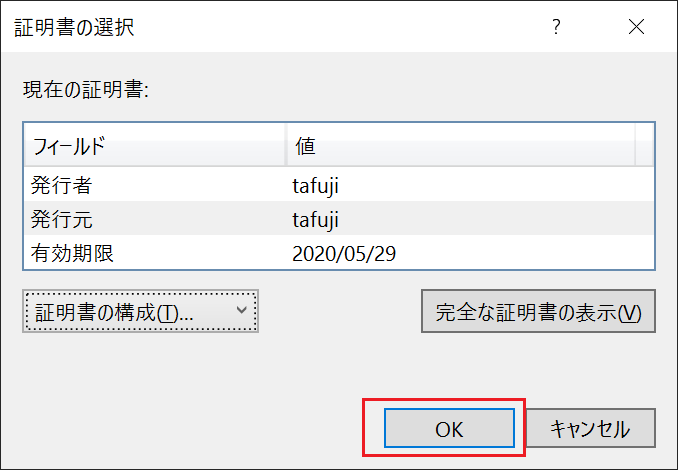 証明書の選択 ?
現在の証明書:
フィールド 値
発行者 tafuji
発行元 tafuji
有効期限 2020/05/29
証明書の構成(T)... 完全な証明書の表示(V)
OK キャンセル